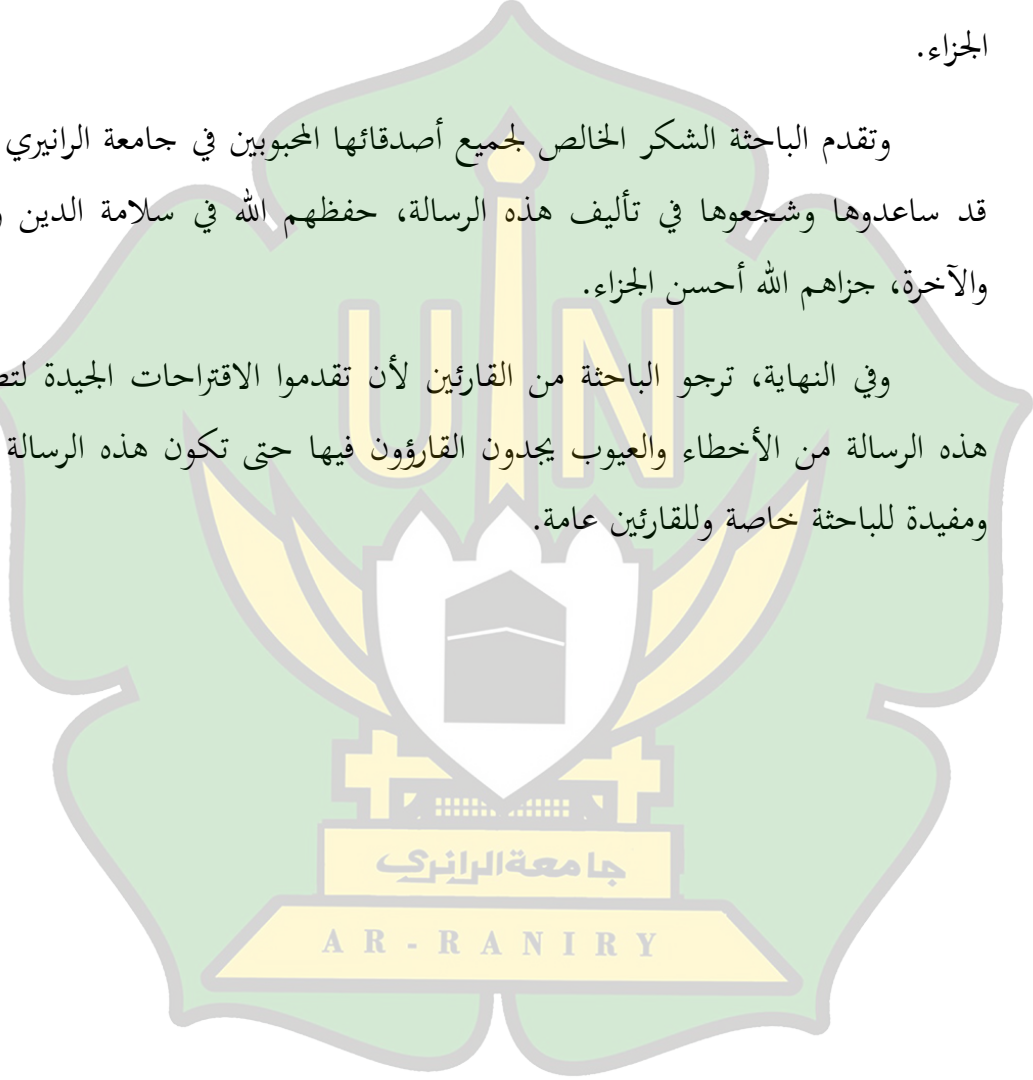 الجزاء.
وتقدم الباحثة الشكر الخالص لجميع أصدقائها المحبوبين في جامعة الرانيري
قد ساعدوها وشجعوها في تأليف هذه الرسالة، حفظهم الله في سلامة الدين
والآخرة، جزاهم الله أحسن الجزاء.
وفي النهاية، ترجو الباحثة من القارئين لأن تقدموا الاقتراحات الجيدة
هذه الرسالة من الأخطاء والعيوب يجدون القارؤون فيها حتى تكون هذه الرسالة
ومفيدة للباحثة خاصة وللقارئين عامة.
UIN
جامعةالرانري
AR-RANIRY